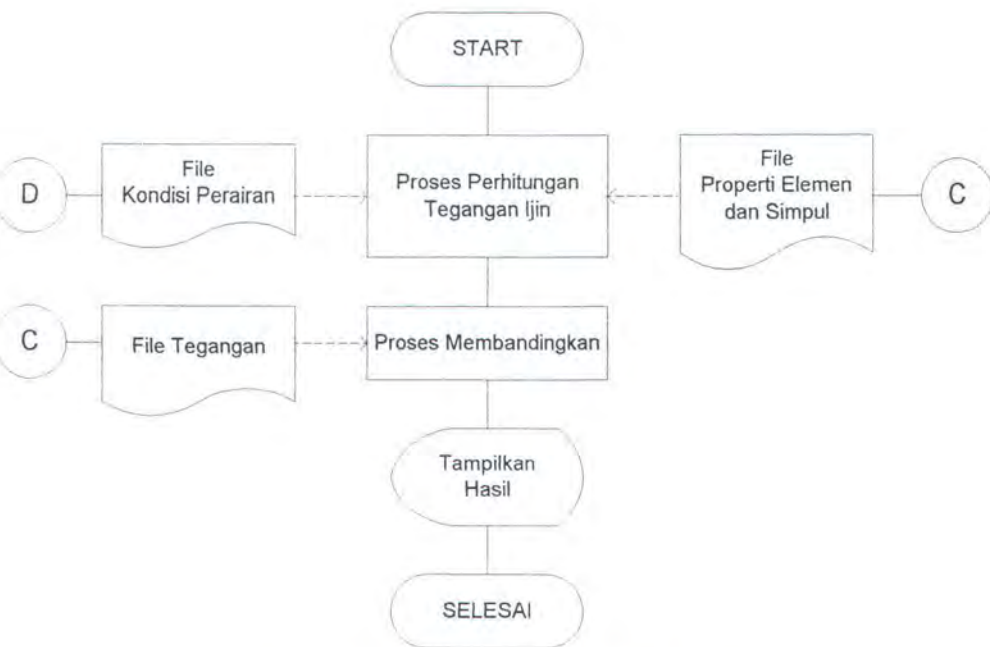 START
D
File
Kondisi Perairan
Proses Perhitungan
Tegangan Ijin
File
Properti Elemen
dan Simpul
C
C
File Tegangan
Proses Membandingkan
Tampilkan
Hasil
SELESAI